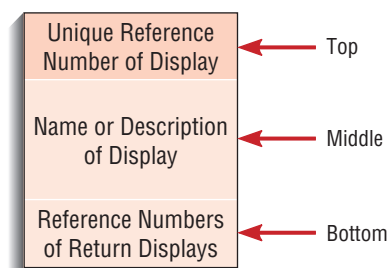 Unique Reference
Number of Display
Top
Name or Description
of Display
Middle
Reference Numbers
of Return Displays
Bottom